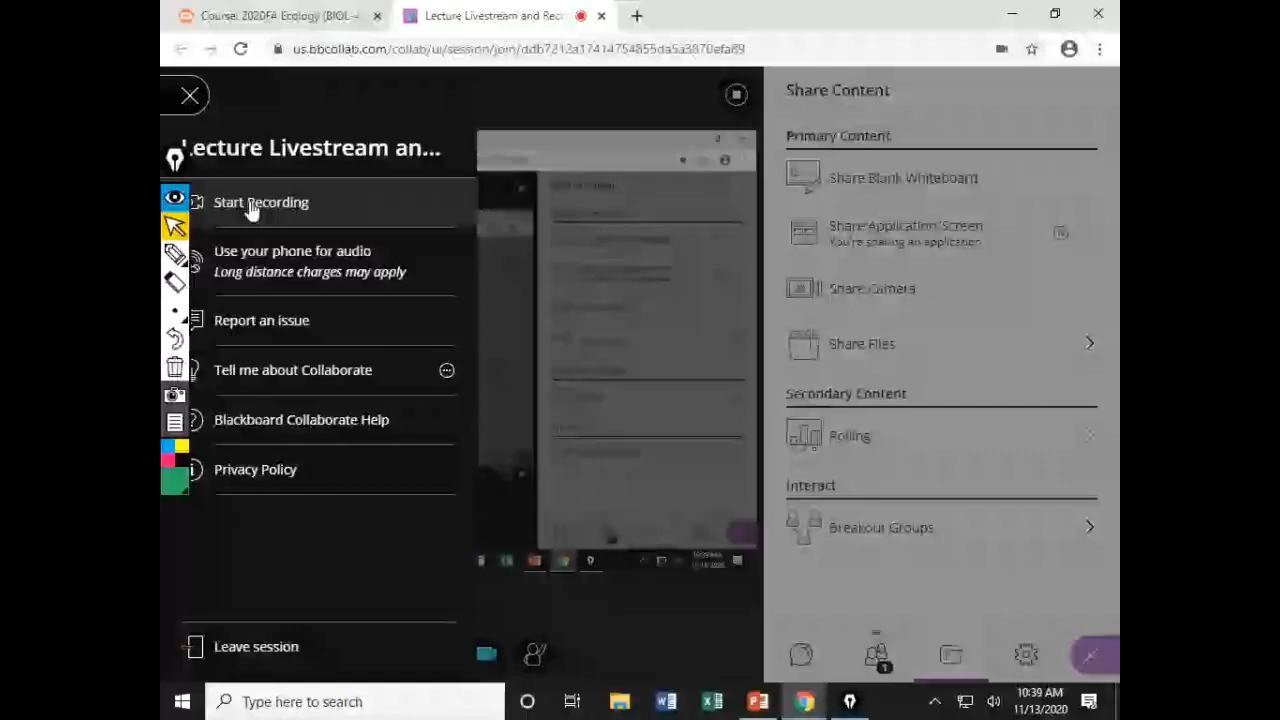 Course: 2020FA Ecology (BIOL-4
Lecture Livestream and Rec
us.bbcollab.com/collab/ui/session/join/ddb7212a17414754855da5a3870efa89
Share Content
Primary Content
Lecture Livestream an...
Share Blank Whiteboard
Start Recording
Share Application/Screen
You're sharing an application
Use your phone for audio
Long distance charges may apply
Share Camera
Report an issue
Share Files
Tell me about Collaborate
Secondary Content
Blackboard Collaborate Help
Polling
Privacy Policy
Interact
Breakout Groups
Leave session
1
Type here to search
10:39 AM
11/13/2020